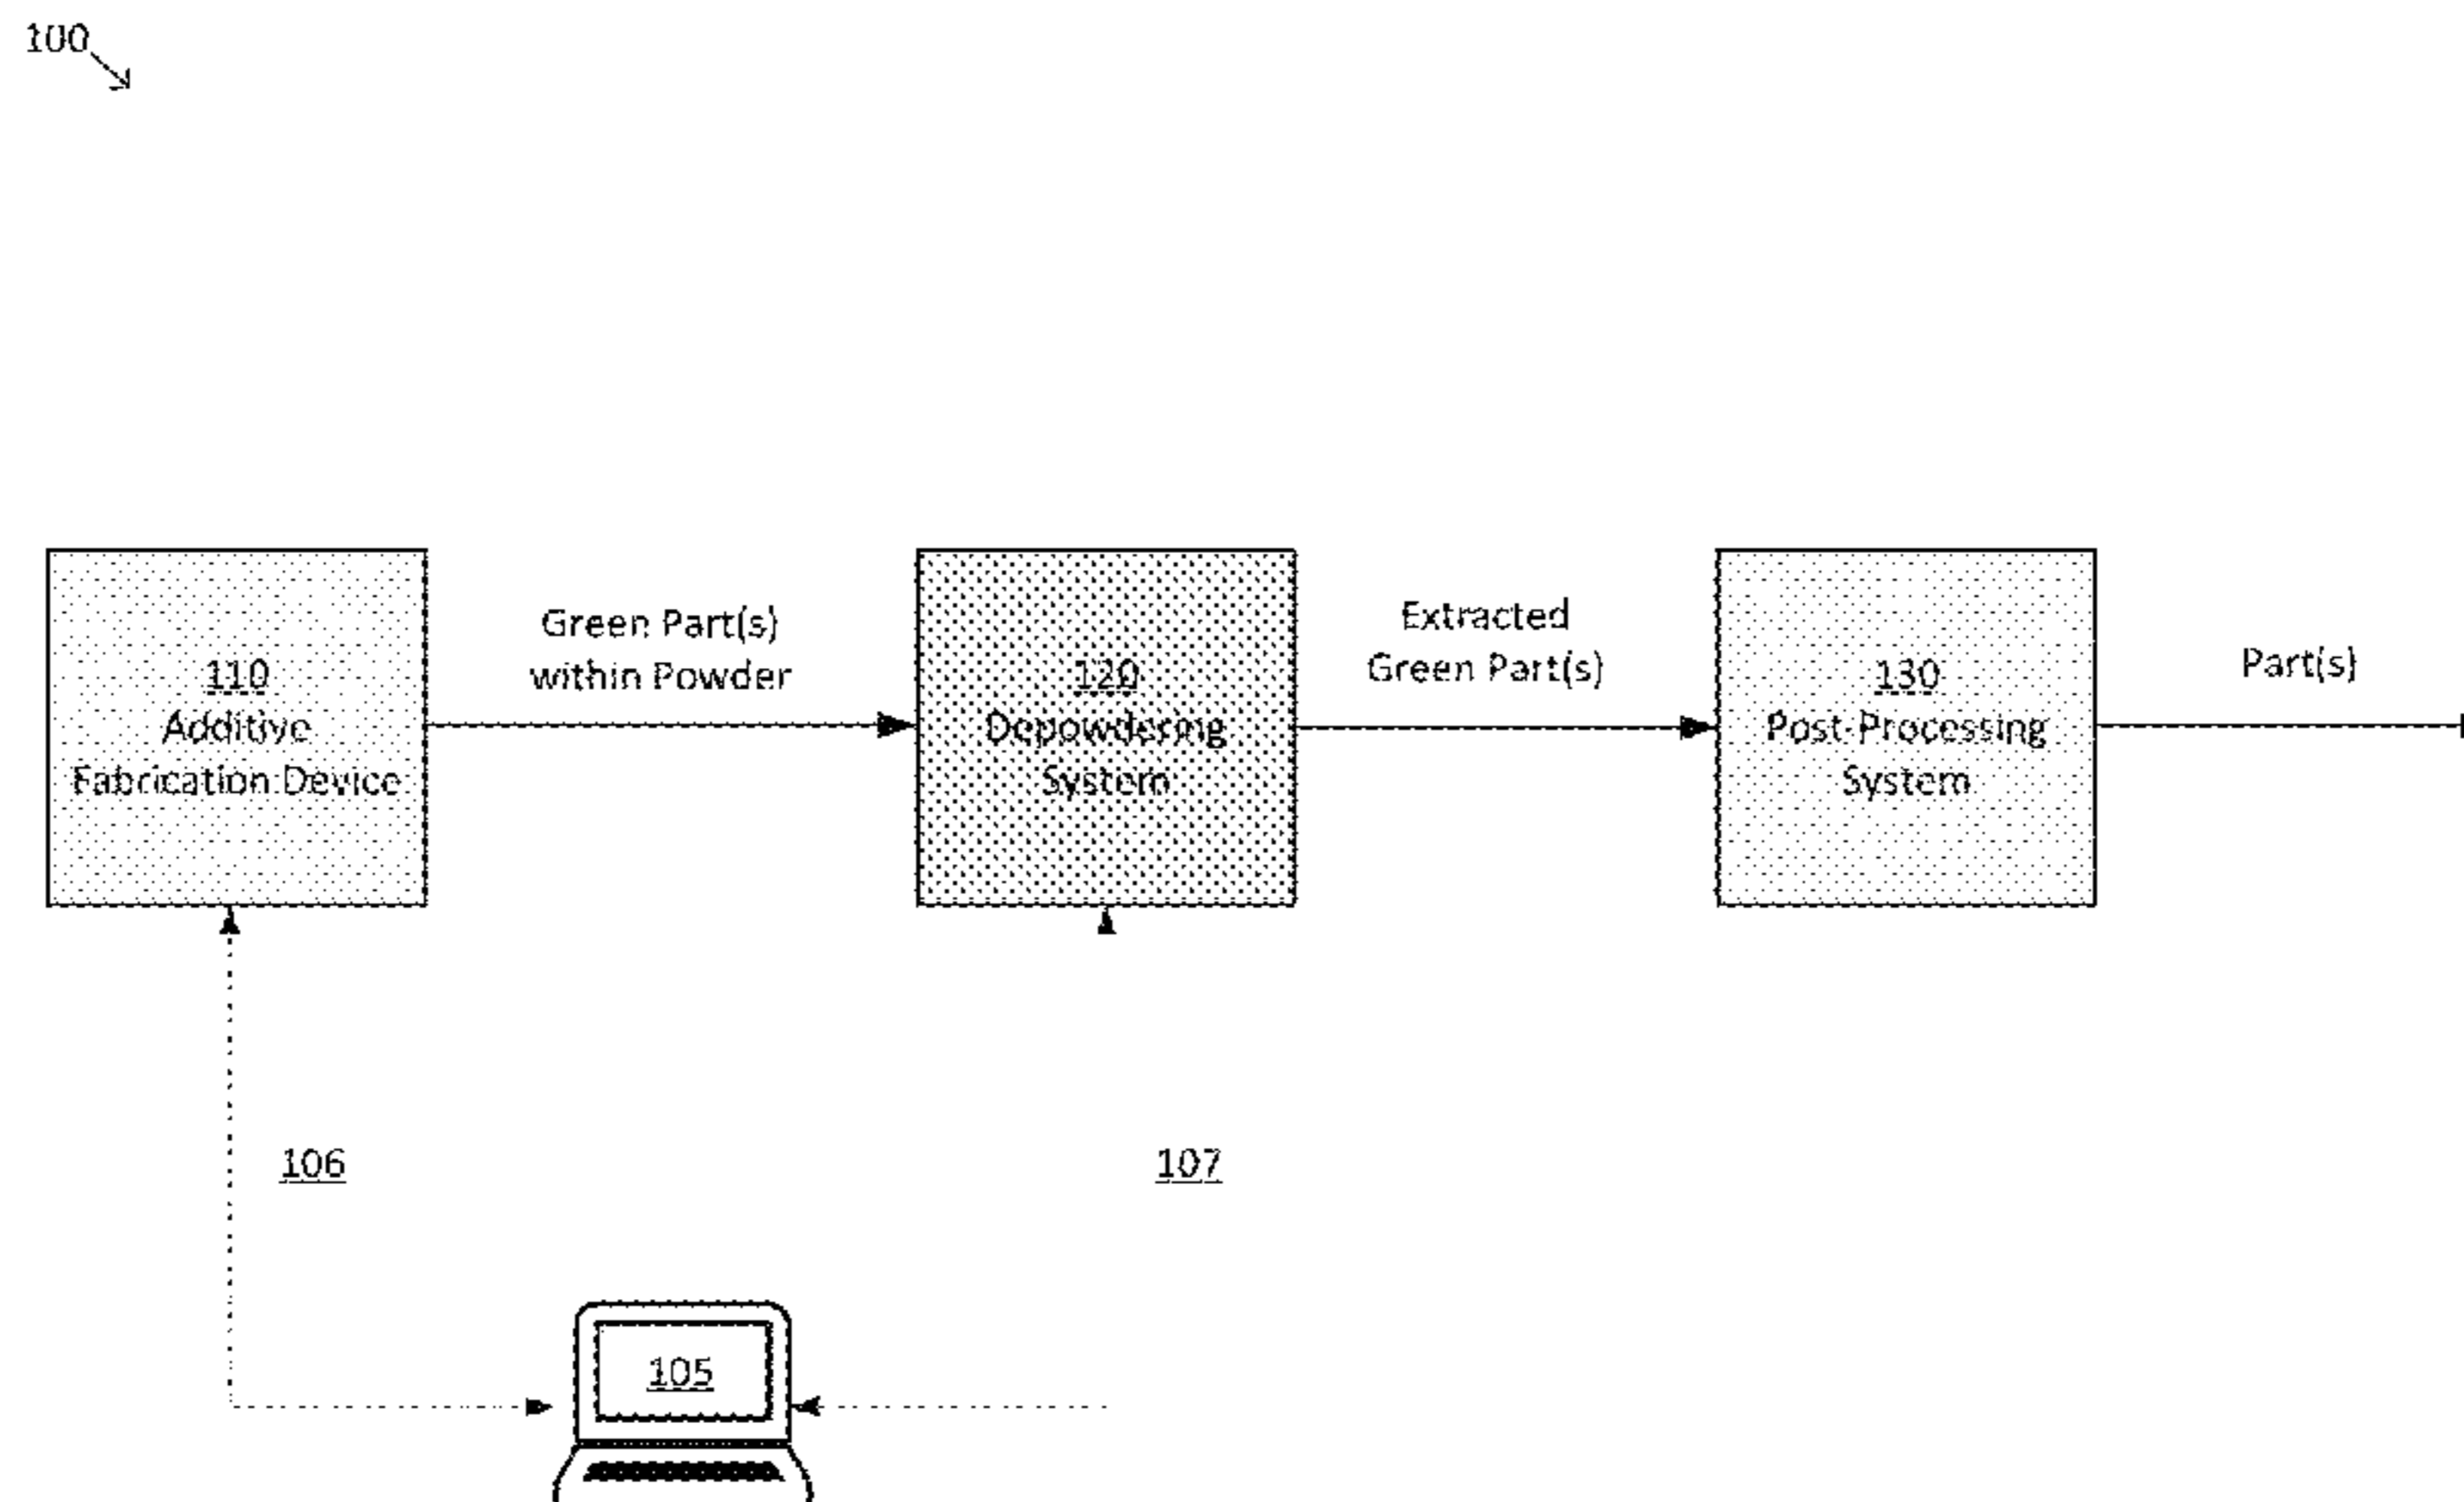 100
110
Additive
Fabrication Device
Green Part(s)
within Powder
120
Depowdering
System
Extracted
Green Part(s)
130
Post-Processing
System
Part(s)
106
107
105